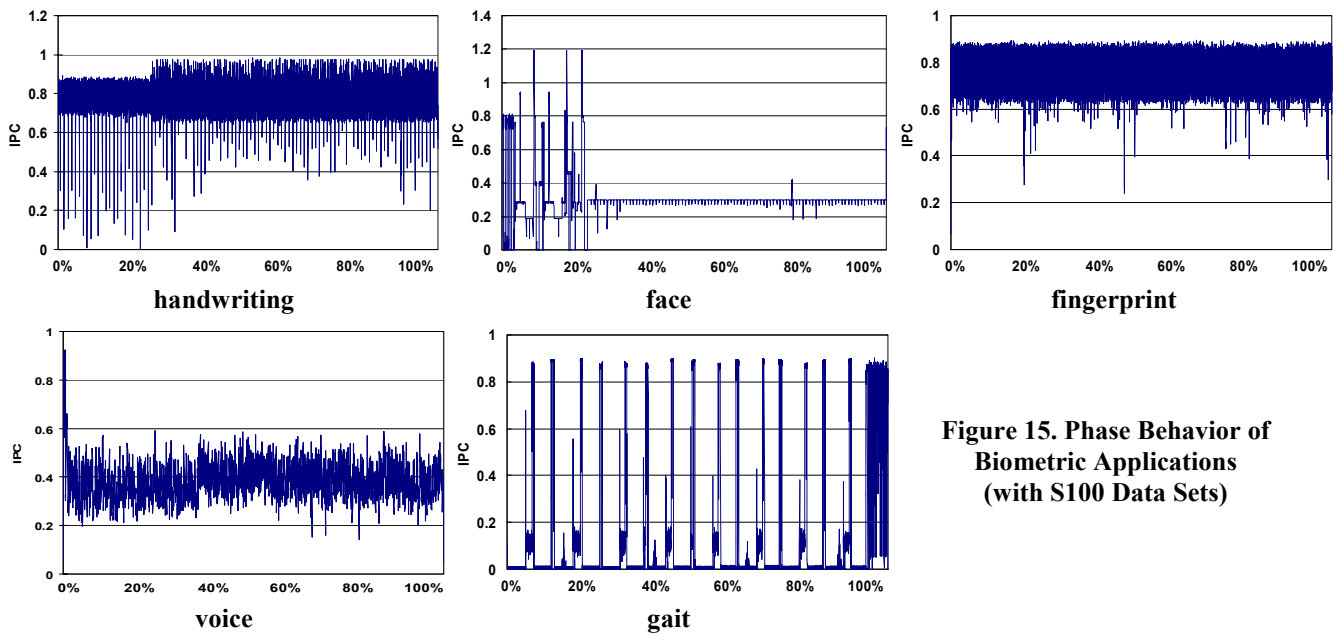 1.2
1
0.8
0.6
0.4
0.2
0
IPC
0% 20% 40% 60% 80% 100%
handwriting
1.4
1.2
1
0.8
0.6
0.4
0.2
0
IPC
0% 20% 40% 60% 80% 100%
face
1
0.8
0.6
0.4
0.2
0
IPC
0% 20% 40% 60% 80% 100%
fingerprint
1
0.8
0.6
0.4
0.2
0
IPC
0% 20% 40% 60% 80% 100%
voice
1
0.8
0.6
0.4
0.2
0
IPC
0% 20% 40% 60% 80% 100%
gait
Figure 15. Phase Behavior of
Biometric Applications
(with S100 Data Sets)